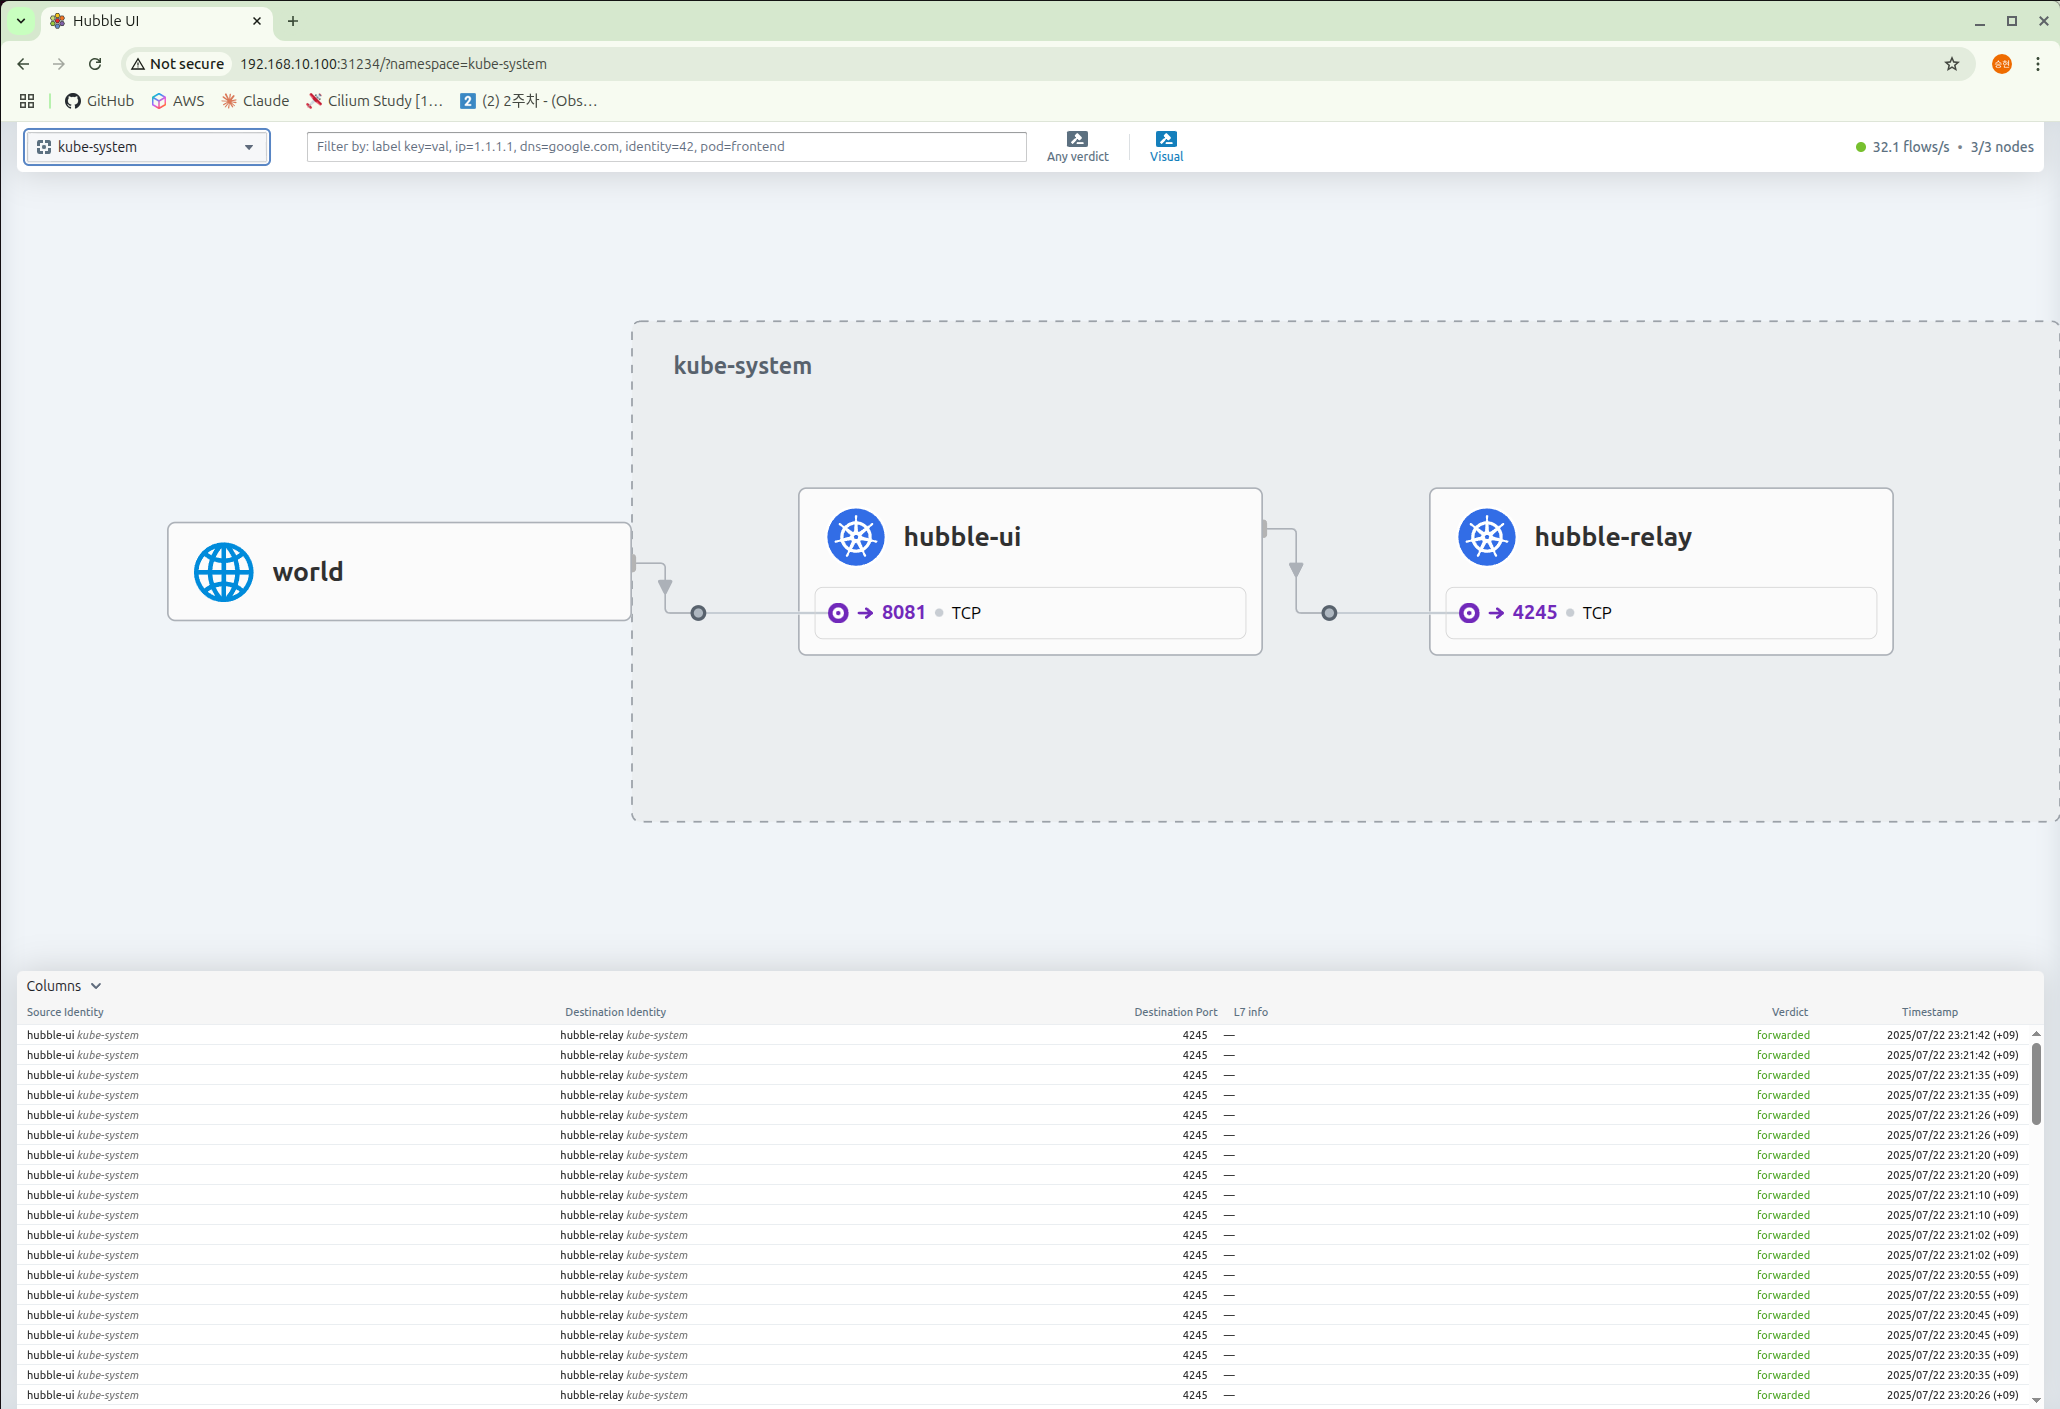 Hubble UI
Not secure 192.168.10.100:31234/?namespace=kube-system
승현
GitHub AWS Claude Cilium Study [1... 2 (2) 2주차 - (Obs...
kube-system Filter by: label key=val, ip=1.1.1.1, dns=google.com, identity=42, pod=frontend Any verdict Visual 32.1 flows/s • 3/3 nodes
kube-system
world
hubble-ui
8081 • TCP
hubble-relay
4245 • TCP
Columns
Source Identity Destination Identity Destination Port L7 info Verdict Timestamp
hubble-ui kube-system hubble-relay kube-system 4245 — forwarded 2025/07/22 23:21:42 (+09)
hubble-ui kube-system hubble-relay kube-system 4245 — forwarded 2025/07/22 23:21:42 (+09)
hubble-ui kube-system hubble-relay kube-system 4245 — forwarded 2025/07/22 23:21:35 (+09)
hubble-ui kube-system hubble-relay kube-system 4245 — forwarded 2025/07/22 23:21:35 (+09)
hubble-ui kube-system hubble-relay kube-system 4245 — forwarded 2025/07/22 23:21:26 (+09)
hubble-ui kube-system hubble-relay kube-system 4245 — forwarded 2025/07/22 23:21:26 (+09)
hubble-ui kube-system hubble-relay kube-system 4245 — forwarded 2025/07/22 23:21:20 (+09)
hubble-ui kube-system hubble-relay kube-system 4245 — forwarded 2025/07/22 23:21:20 (+09)
hubble-ui kube-system hubble-relay kube-system 4245 — forwarded 2025/07/22 23:21:10 (+09)
hubble-ui kube-system hubble-relay kube-system 4245 — forwarded 2025/07/22 23:21:10 (+09)
hubble-ui kube-system hubble-relay kube-system 4245 — forwarded 2025/07/22 23:21:02 (+09)
hubble-ui kube-system hubble-relay kube-system 4245 — forwarded 2025/07/22 23:21:02 (+09)
hubble-ui kube-system hubble-relay kube-system 4245 — forwarded 2025/07/22 23:20:55 (+09)
hubble-ui kube-system hubble-relay kube-system 4245 — forwarded 2025/07/22 23:20:55 (+09)
hubble-ui kube-system hubble-relay kube-system 4245 — forwarded 2025/07/22 23:20:45 (+09)
hubble-ui kube-system hubble-relay kube-system 4245 — forwarded 2025/07/22 23:20:45 (+09)
hubble-ui kube-system hubble-relay kube-system 4245 — forwarded 2025/07/22 23:20:35 (+09)
hubble-ui kube-system hubble-relay kube-system 4245 — forwarded 2025/07/22 23:20:35 (+09)
hubble-ui kube-system hubble-relay kube-system 4245 — forwarded 2025/07/22 23:20:26 (+09)